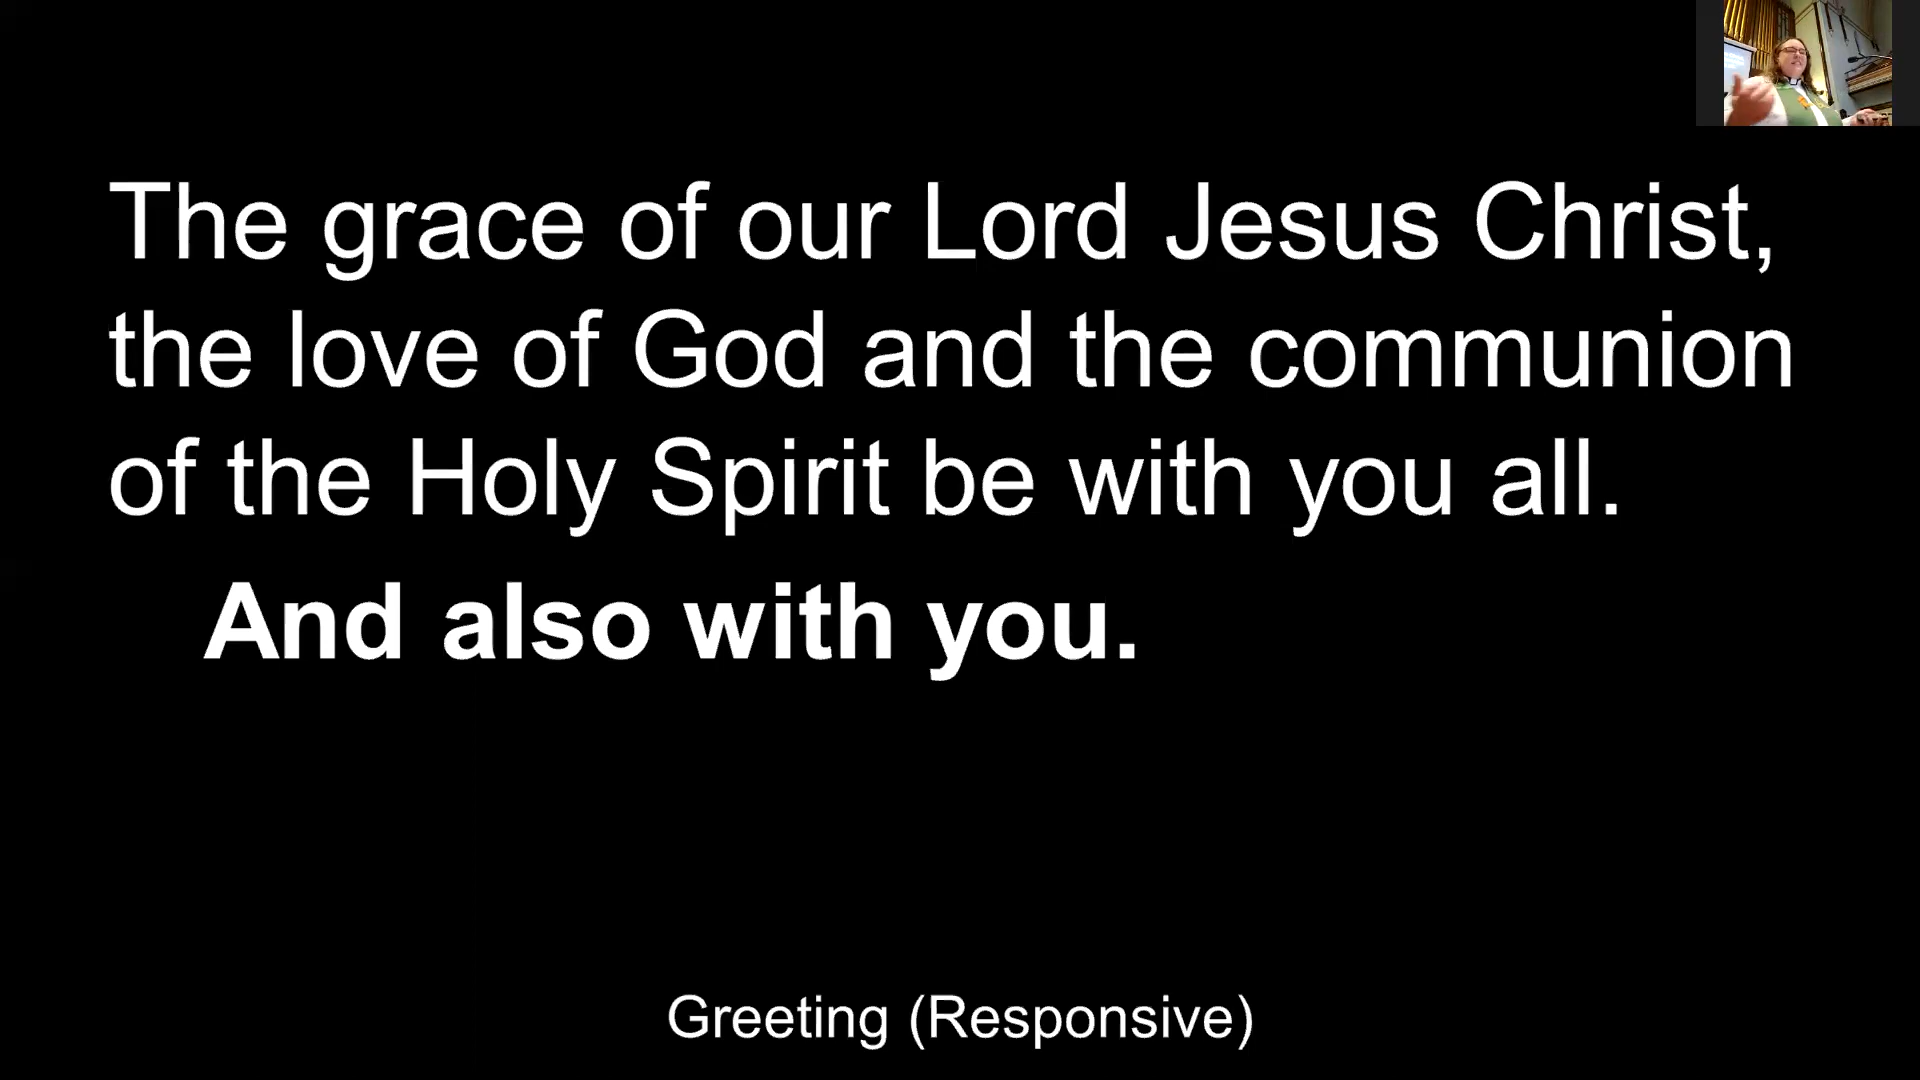 The grace of our Lord Jesus Christ,
the love of God and the communion
of the Holy Spirit be with you all.
And also with you.
Greeting (Responsive)